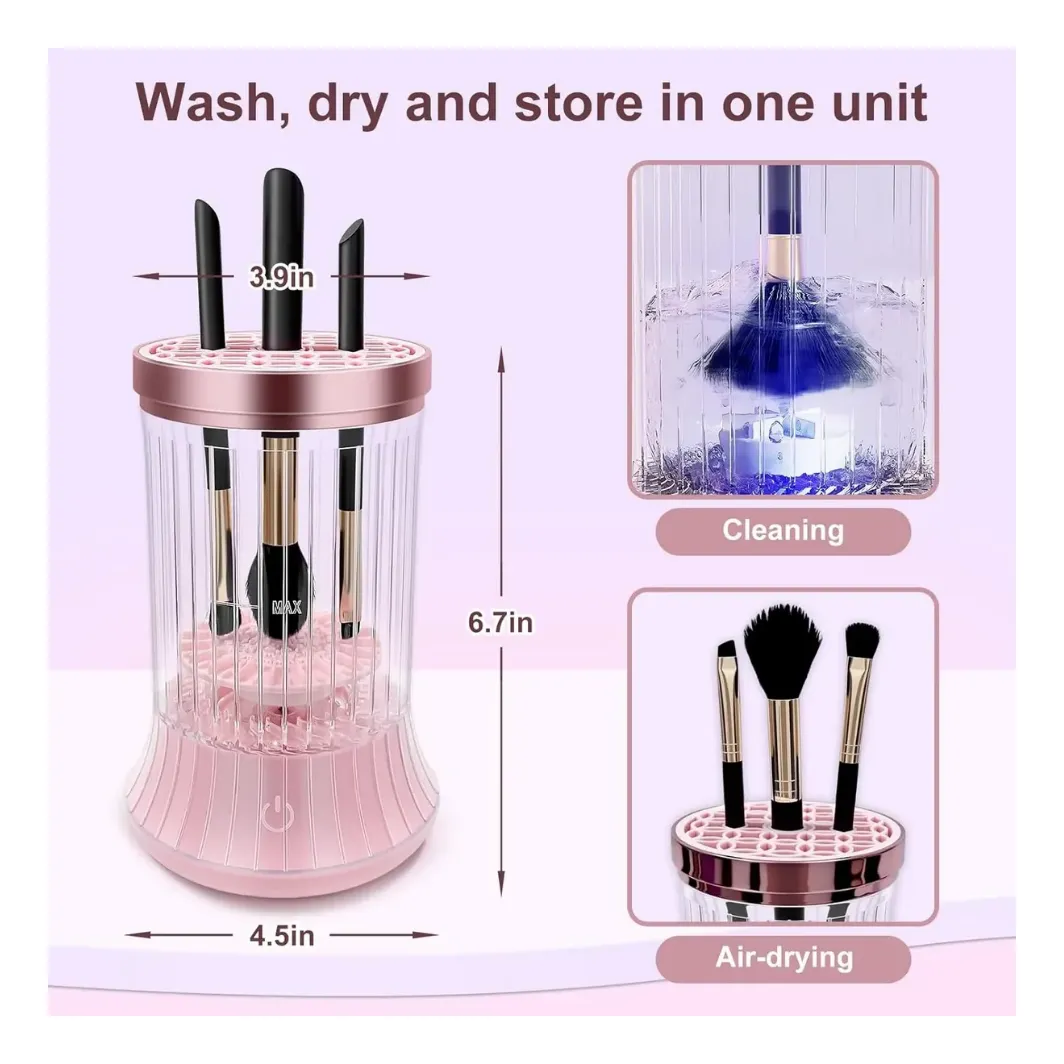 Wash, dry and store in one unit
3.9in
MAX
6.7in
4.5in
Cleaning
Air-drying